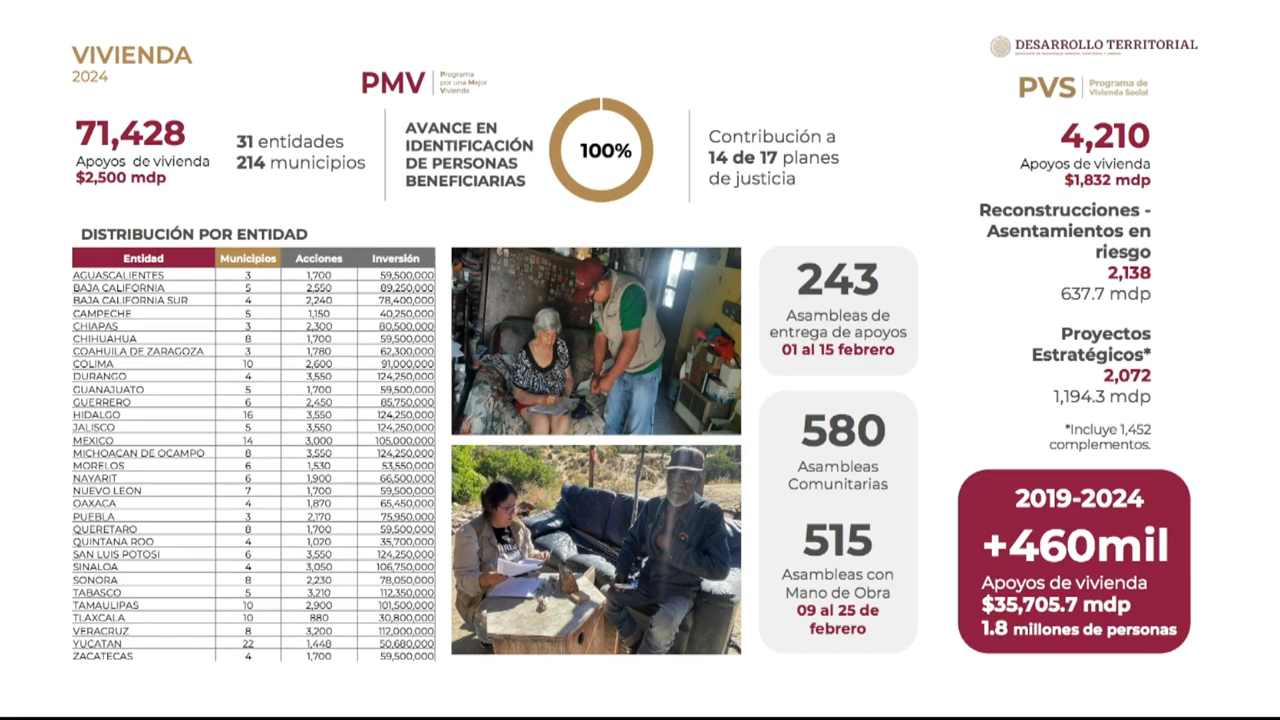 VIVIENDA
2024
DESARROLLO TERRITORIAL
PMV
Programa
por una Mejor
Vivienda
PVS
Programa de
Vivienda Social
71,428
Apoyos de vivienda
$2,500 mdp
31 entidades
214 municipios
AVANCE EN
IDENTIFICACIÓN
DE PERSONAS
BENEFICIARIAS
100%
Contribución a
14 de 17 planes
de justicia
4,210
Apoyos de vivienda
$1,832 mdp
Reconstrucciones -
Asentamientos en
riesgo
2,138
637.7 mdp
Proyectos
Estratégicos*
2,072
1,194.3 mdp
*Incluye 1,452
complementos.
DISTRIBUCIÓN POR ENTIDAD
Entidad Municipios Acciones Inversión
AGUASCALIENTES 3 1,700 59,500,000
BAJA CALIFORNIA 5 2,550 89,250,000
BAJA CALIFORNIA SUR 4 2,240 78,400,000
CAMPECHE 5 1,150 40,250,000
CHIAPAS 3 2,300 80,500,000
CHIHUAHUA 8 1,700 59,500,000
COAHUILA DE ZARAGOZA 3 1,780 62,300,000
COLIMA 10 2,600 91,000,000
DURANGO 4 3,550 124,250,000
GUANAJUATO 5 1,700 59,500,000
GUERRERO 6 2,450 85,750,000
HIDALGO 16 3,550 124,250,000
JALISCO 5 3,550 124,250,000
MEXICO 14 3,000 105,000,000
MICHOACAN DE OCAMPO 8 3,550 124,250,000
MORELOS 6 1,530 53,550,000
NAYARIT 6 1,900 66,500,000
NUEVO LEON 7 1,700 59,500,000
OAXACA 4 1,870 65,450,000
PUEBLA 3 2,170 75,950,000
QUERETARO 8 1,700 59,500,000
QUINTANA ROO 4 1,020 35,700,000
SAN LUIS POTOSI 6 3,550 124,250,000
SINALOA 4 3,050 106,750,000
SONORA 8 2,230 78,050,000
TABASCO 5 3,210 112,350,000
TAMAULIPAS 10 2,900 101,500,000
TLAXCALA 10 880 30,800,000
VERACRUZ 8 3,200 112,000,000
YUCATAN 22 1,448 50,680,000
ZACATECAS 4 1,700 59,500,000
243
Asambleas de
entrega de apoyos
01 al 15 febrero
580
Asambleas
Comunitarias
515
Asambleas con
Mano de Obra
09 al 25 de
febrero
2019-2024
+460mil
Apoyos de vivienda
$35,705.7 mdp
1.8 millones de personas